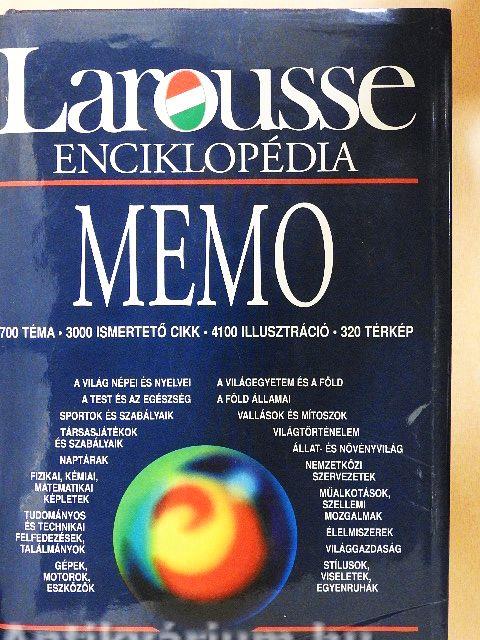 Larousse
ENCIKLOPÉDIA
MEMO
700 TÉMA • 3000 ISMERTETŐ CIKK • 4100 ILLUSZTRÁCIÓ • 320 TÉRKÉP
A VILÁG NÉPEI ÉS NYELVEI
A TEST ÉS AZ EGÉSZSÉG
SPORTOK ÉS SZABÁLYAIK
TÁRSASJÁTÉKOK
ÉS SZABÁLYAIK
NAPTÁRAK
FIZIKAI, KÉMIAI,
MATEMATIKAI
KÉPLETEK
TUDOMÁNYOS
ÉS TECHNIKAI
FELFEDEZÉSEK,
TALÁLMÁNYOK
GÉPEK,
MOTOROK,
ESZKÖZÖK
A VILÁGEGYETEM ÉS A FÖLD
A FÖLD ÁLLAMAI
VALLÁSOK ÉS MÍTOSZOK
VILÁGTÖRTÉNELEM
ÁLLAT- ÉS NÖVÉNYVILÁG
NEMZETKÖZI
SZERVEZETEK
MŰALKOTÁSOK,
SZELLEMI
MOZGALMAK
ÉLELMISZEREK
VILÁGGAZDASÁG
STÍLUSOK,
VISELETEK,
EGYENRUHÁK
Antikvárium.hu